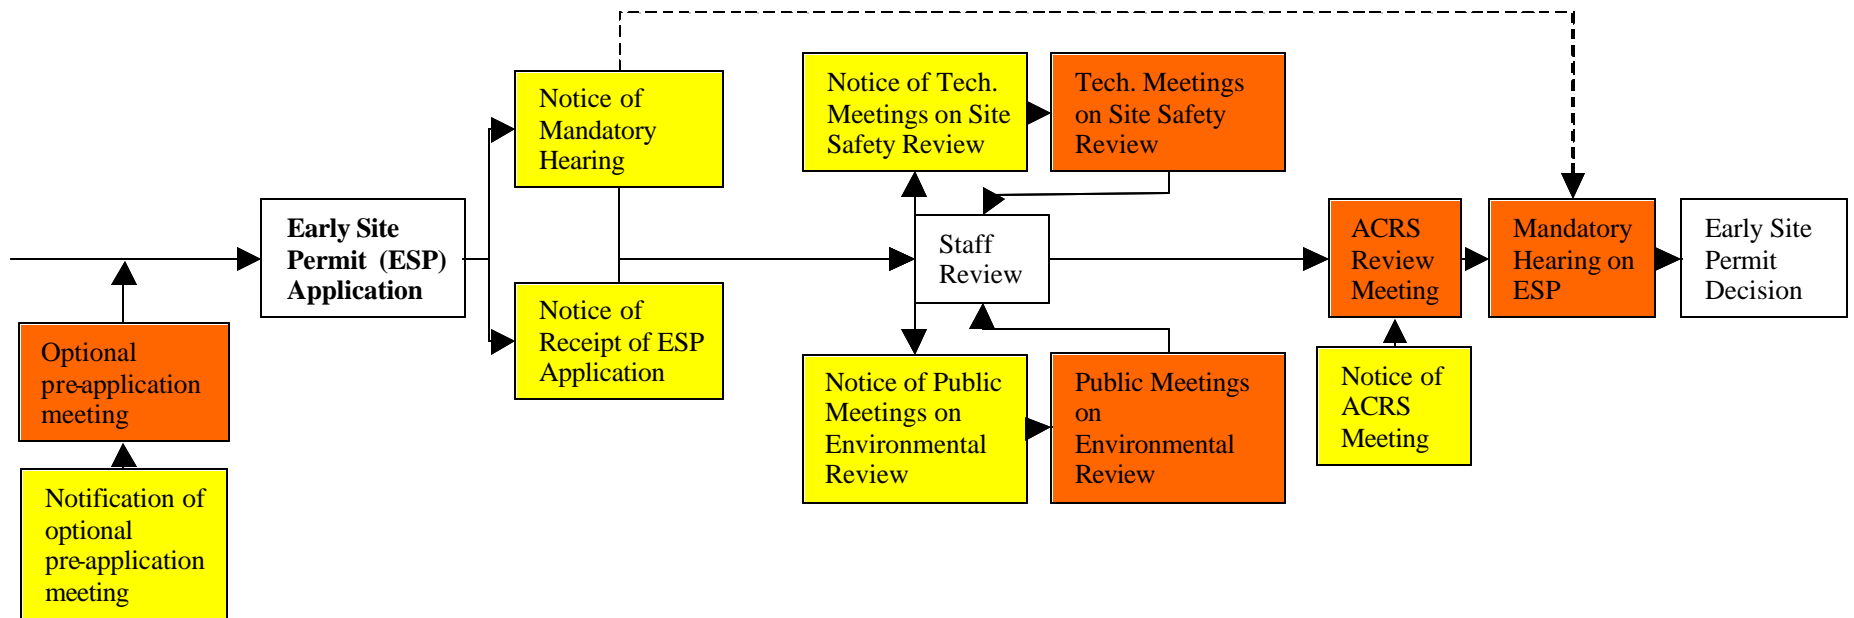 Notice of
Mandatory
Hearing
Notice of Tech.
Meetings on Site
Safety Review
Tech. Meetings
on Site Safety
Review
Early Site
Permit (ESP)
Application
Staff
Review
ACRS
Review
Meeting
Mandatory
Hearing on
ESP
Early Site
Permit
Decision
Optional
pre-application
meeting
Notice of
Receipt of ESP
Application
Notice of Public
Meetings on
Environmental
Review
Public Meetings
on
Environmental
Review
Notice of
ACRS
Meeting
Notification of
optional
pre-application
meeting